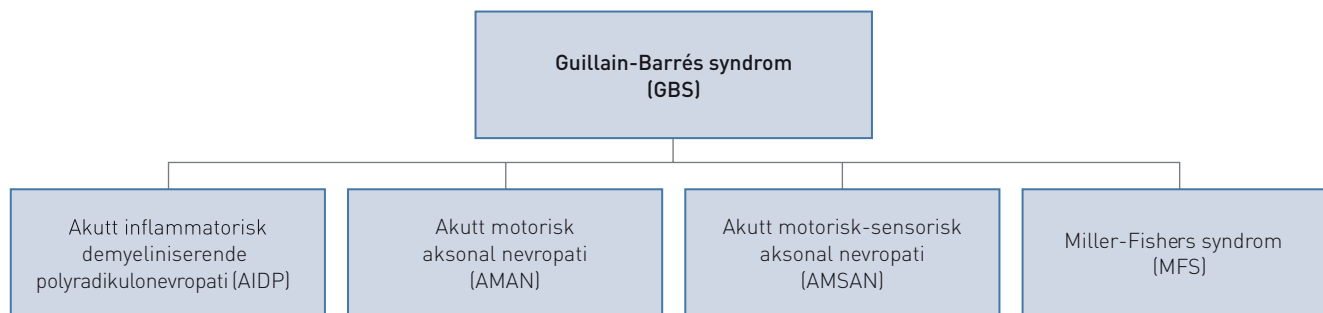 Guillain-Barrés syndrom
(GBS)
Akutt inflammatorisk
demyeliniserende
polyradikulonevropati (AIDP)
Akutt motorisk
aksonal nevropati
(AMAN)
Akutt motorisk-sensorisk
aksonal nevropati
(AMSAN)
Miller-Fishers syndrom
(MFS)